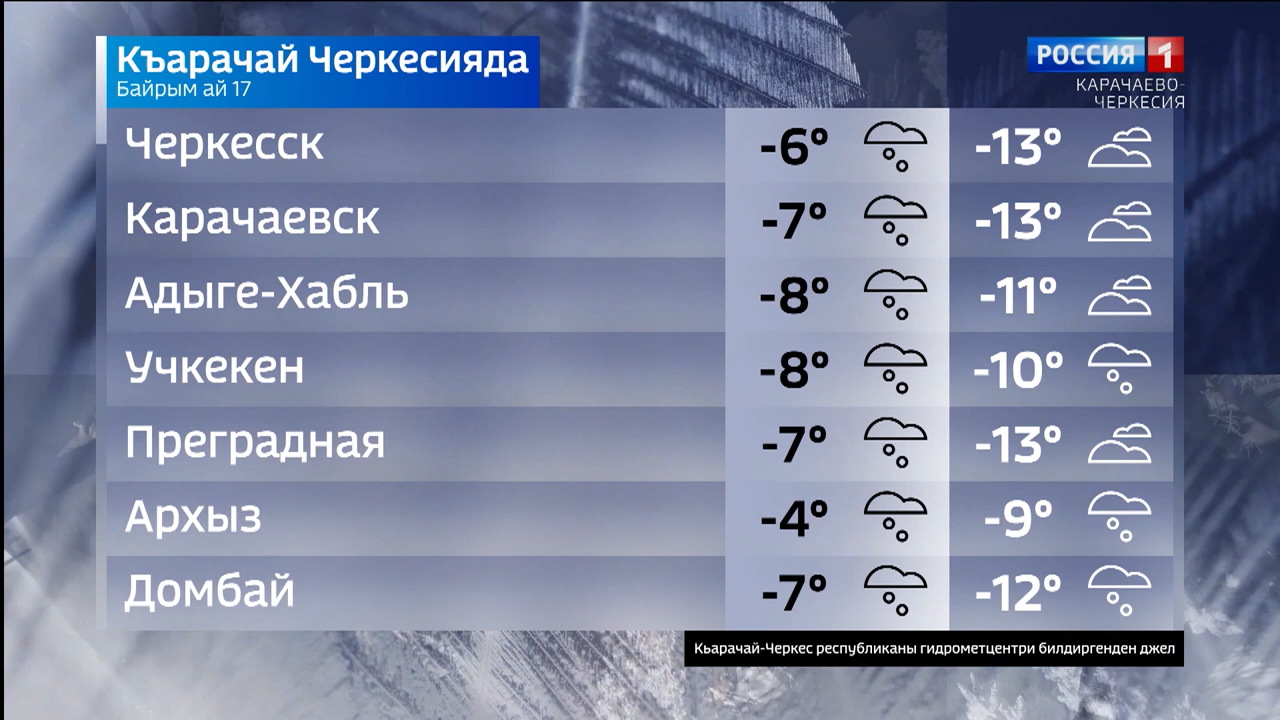 Къарачай Черкесияда
Байрым ай 17
РОССИЯ 1
КАРАЧАЕВО-
ЧЕРКЕСИЯ
Черкесск -6° -13°
Карачаевск -7° -13°
Адыге-Хабль -8° -11°
Учкекен -8° -10°
Преградная -7° -13°
Архыз -4° -9°
Домбай -7° -12°
Кьарачай-Черкес республиканы гидрометцентри билдиргенден джел